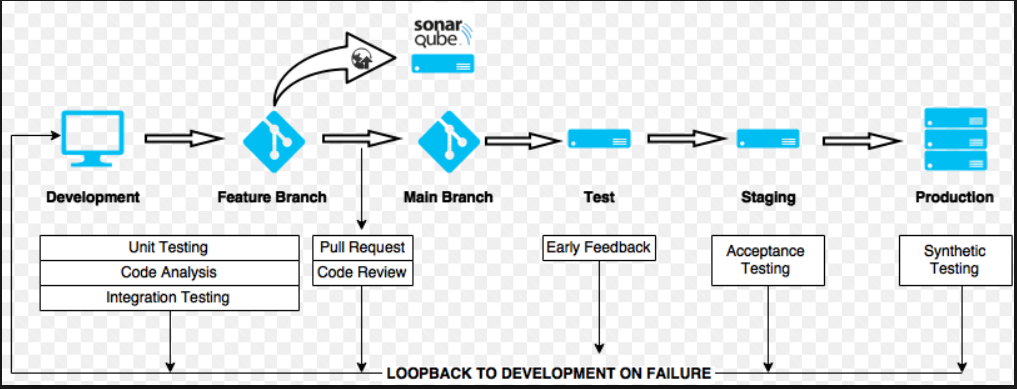 sonar
qube
Development
Feature Branch
Main Branch
Test
Staging
Production
Unit Testing
Code Analysis
Integration Testing
Pull Request
Code Review
Early Feedback
Acceptance
Testing
Synthetic
Testing
LOOPBACK TO DEVELOPMENT ON FAILURE